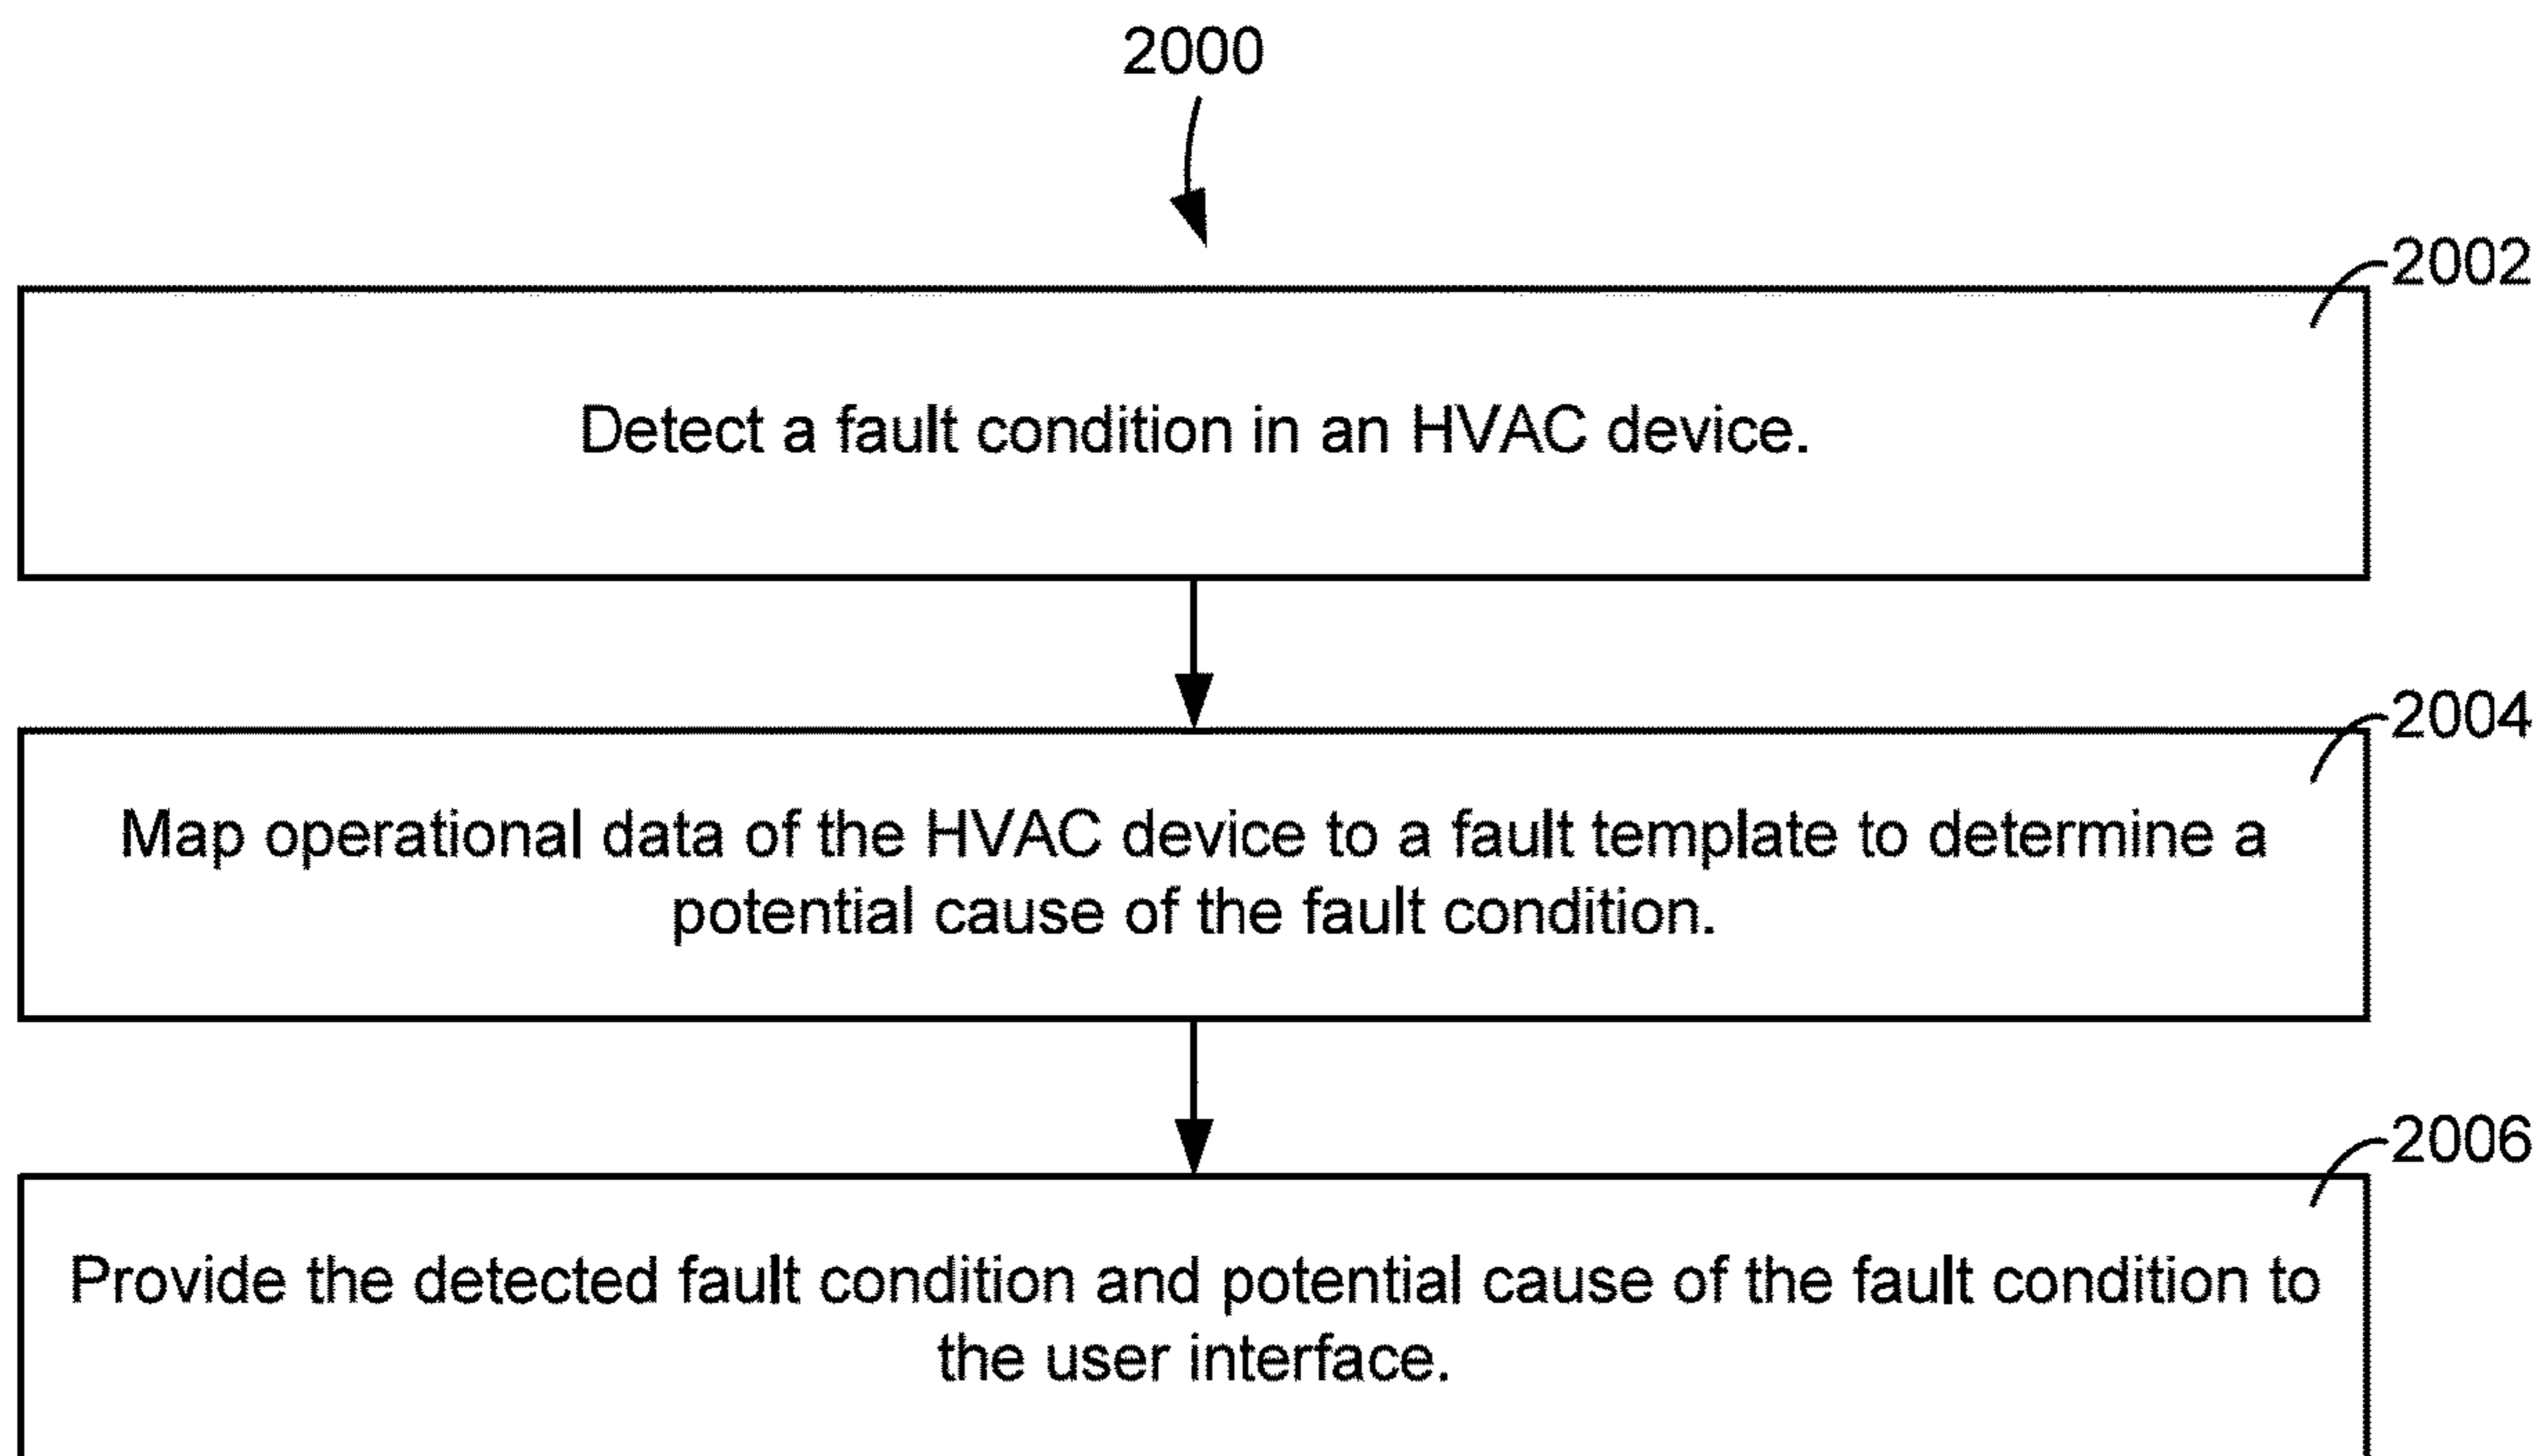 2000
2002
Detect a fault condition in an HVAC device.
2004
Map operational data of the HVAC device to a fault template to determine a
potential cause of the fault condition.
2006
Provide the detected fault condition and potential cause of the fault condition to
the user interface.